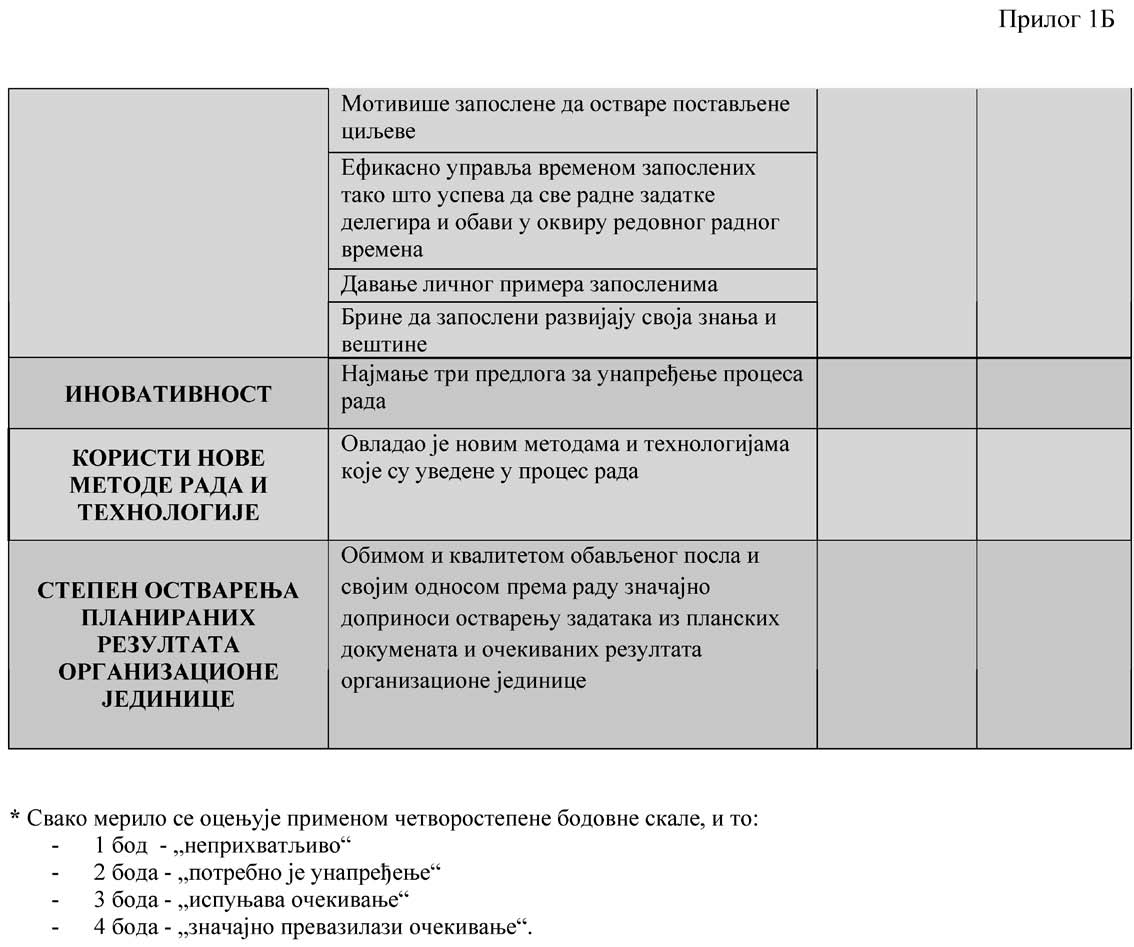 Прилог 1Б
Мотивише запослене да остваре постављене
циљеве
Ефикасно управља временом запослених
тако што успева да све радне задатке
делегира и обави у оквиру редовног радног
времена
Давање личног примера запосленима
Брине да запослени развијају своја знања и
вештине
ИНОВАТИВНОСТ
Најмање три предлога за унапређење процеса
рада
КОРИСТИ НОВЕ
МЕТОДЕ РАДА И
ТЕХНОЛОГИЈЕ
Овладао је новим методама и технологијама
које су уведене у процес рада
СТЕПЕН ОСТВАРЕЊА
ПЛАНИРАНИХ
РЕЗУЛТАТА
ОРГАНИЗАЦИОНЕ
ЈЕДИНИЦЕ
Обимом и квалитетом обављеног посла и
својим односом према раду значајно
доприноси остварењу задатака из планских
докумената и очекиваних резултата
организационе јединице
* Свако мерило се оцењује применом четворостепене бодовне скале, и то:
- 1 бод - „неприхватљиво“
- 2 бода - „потребно је унапређење“
- 3 бода - „испуњава очекивање“
- 4 бода - „значајно превазилази очекивање“.